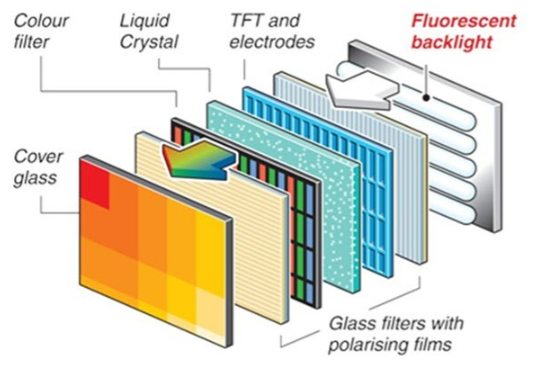 Colour
filter
Liquid
Crystal
TFT and
electrodes
Fluorescent
backlight
Cover
glass
Glass filters with
polarising films